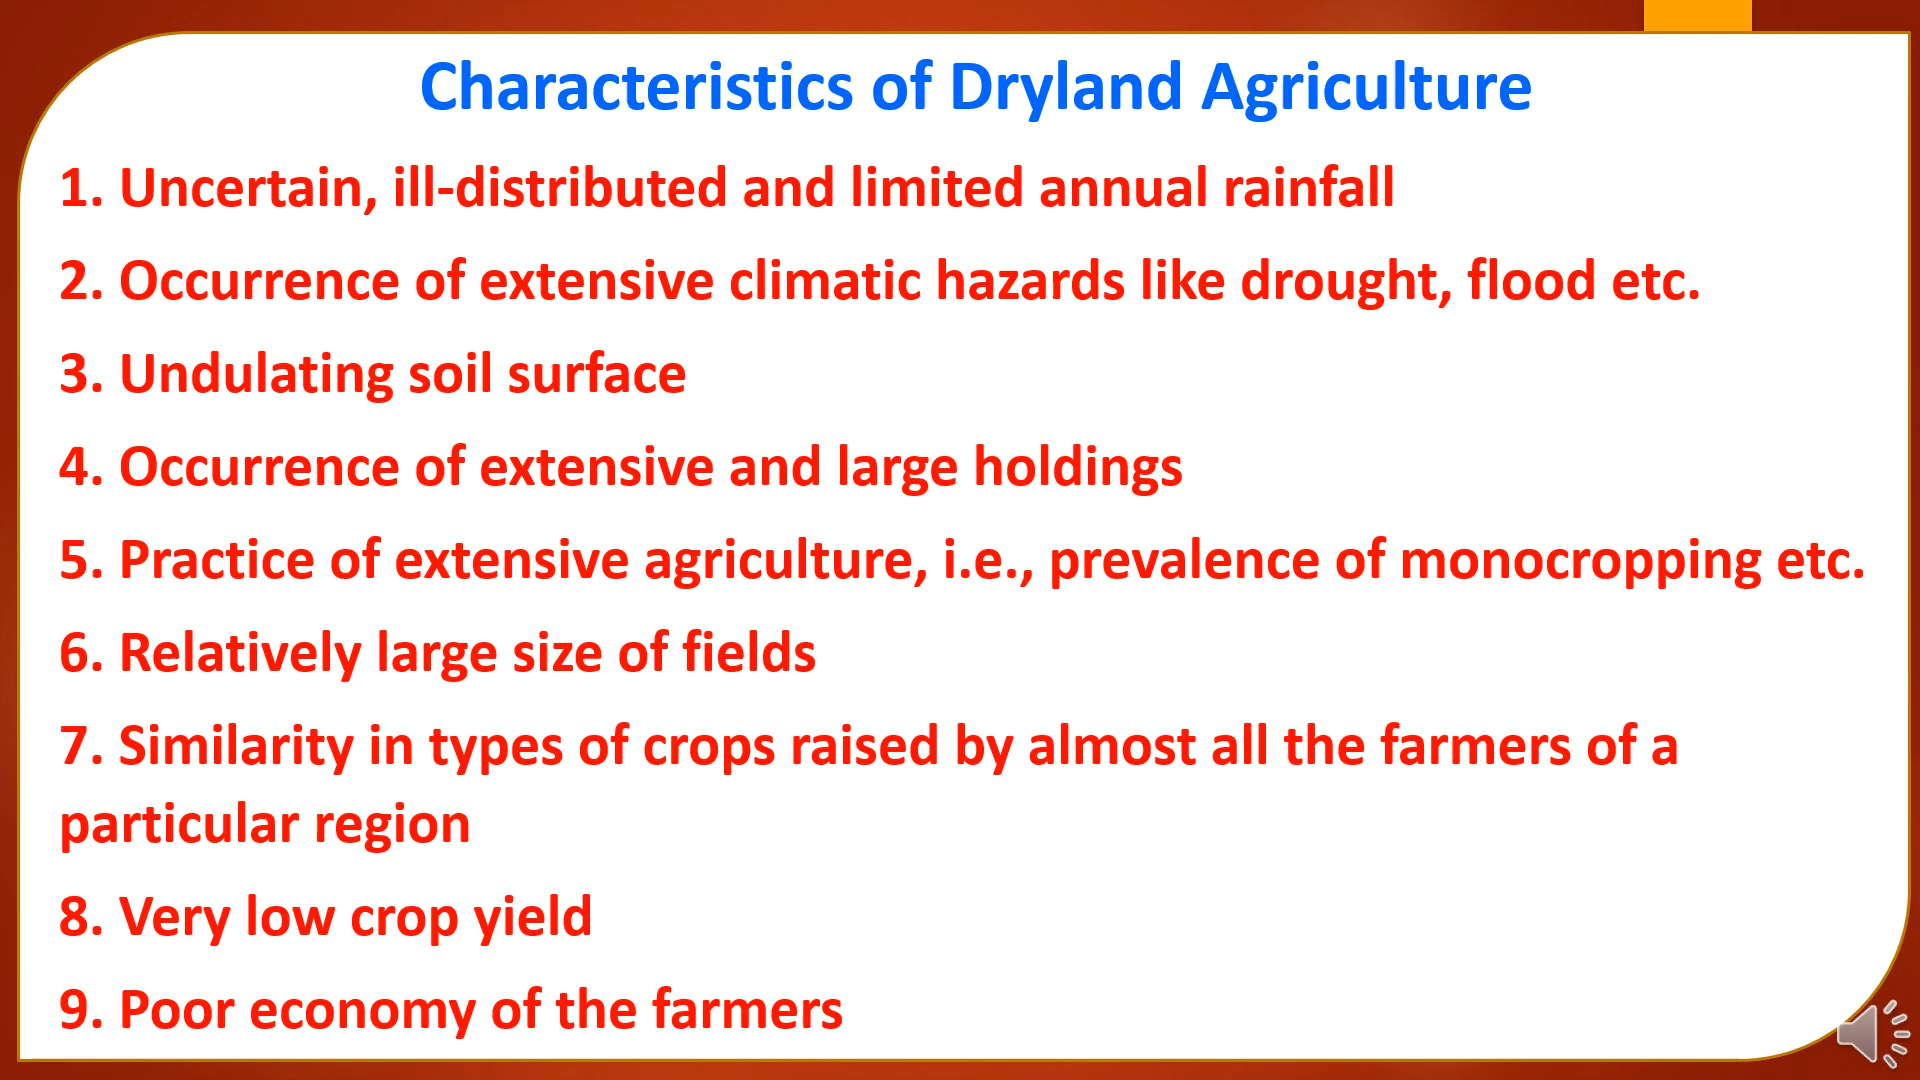 Characteristics of Dryland Agriculture
1. Uncertain, ill-distributed and limited annual rainfall
2. Occurrence of extensive climatic hazards like drought, flood etc.
3. Undulating soil surface
4. Occurrence of extensive and large holdings
5. Practice of extensive agriculture, i.e., prevalence of monocropping etc.
6. Relatively large size of fields
7. Similarity in types of crops raised by almost all the farmers of a
particular region
8. Very low crop yield
9. Poor economy of the farmers